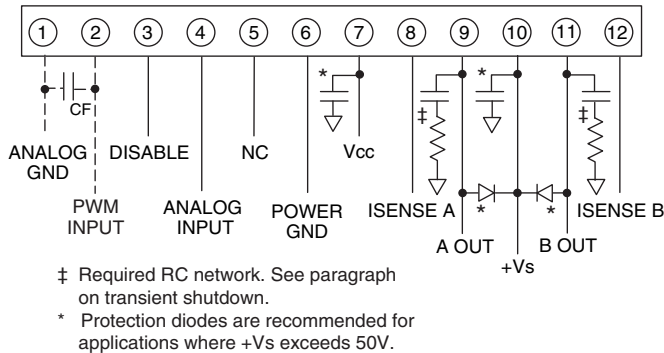 1 2 3 4 5 6 7 8 9 10 11 12
* ‡ * ‡
CF
ANALOG GND DISABLE NC Vcc
PWM INPUT ANALOG INPUT POWER GND ISENSE A * * ISENSE B
A OUT +Vs B OUT
‡ Required RC network. See paragraph
on transient shutdown.
* Protection diodes are recommended for
applications where +Vs exceeds 50V.